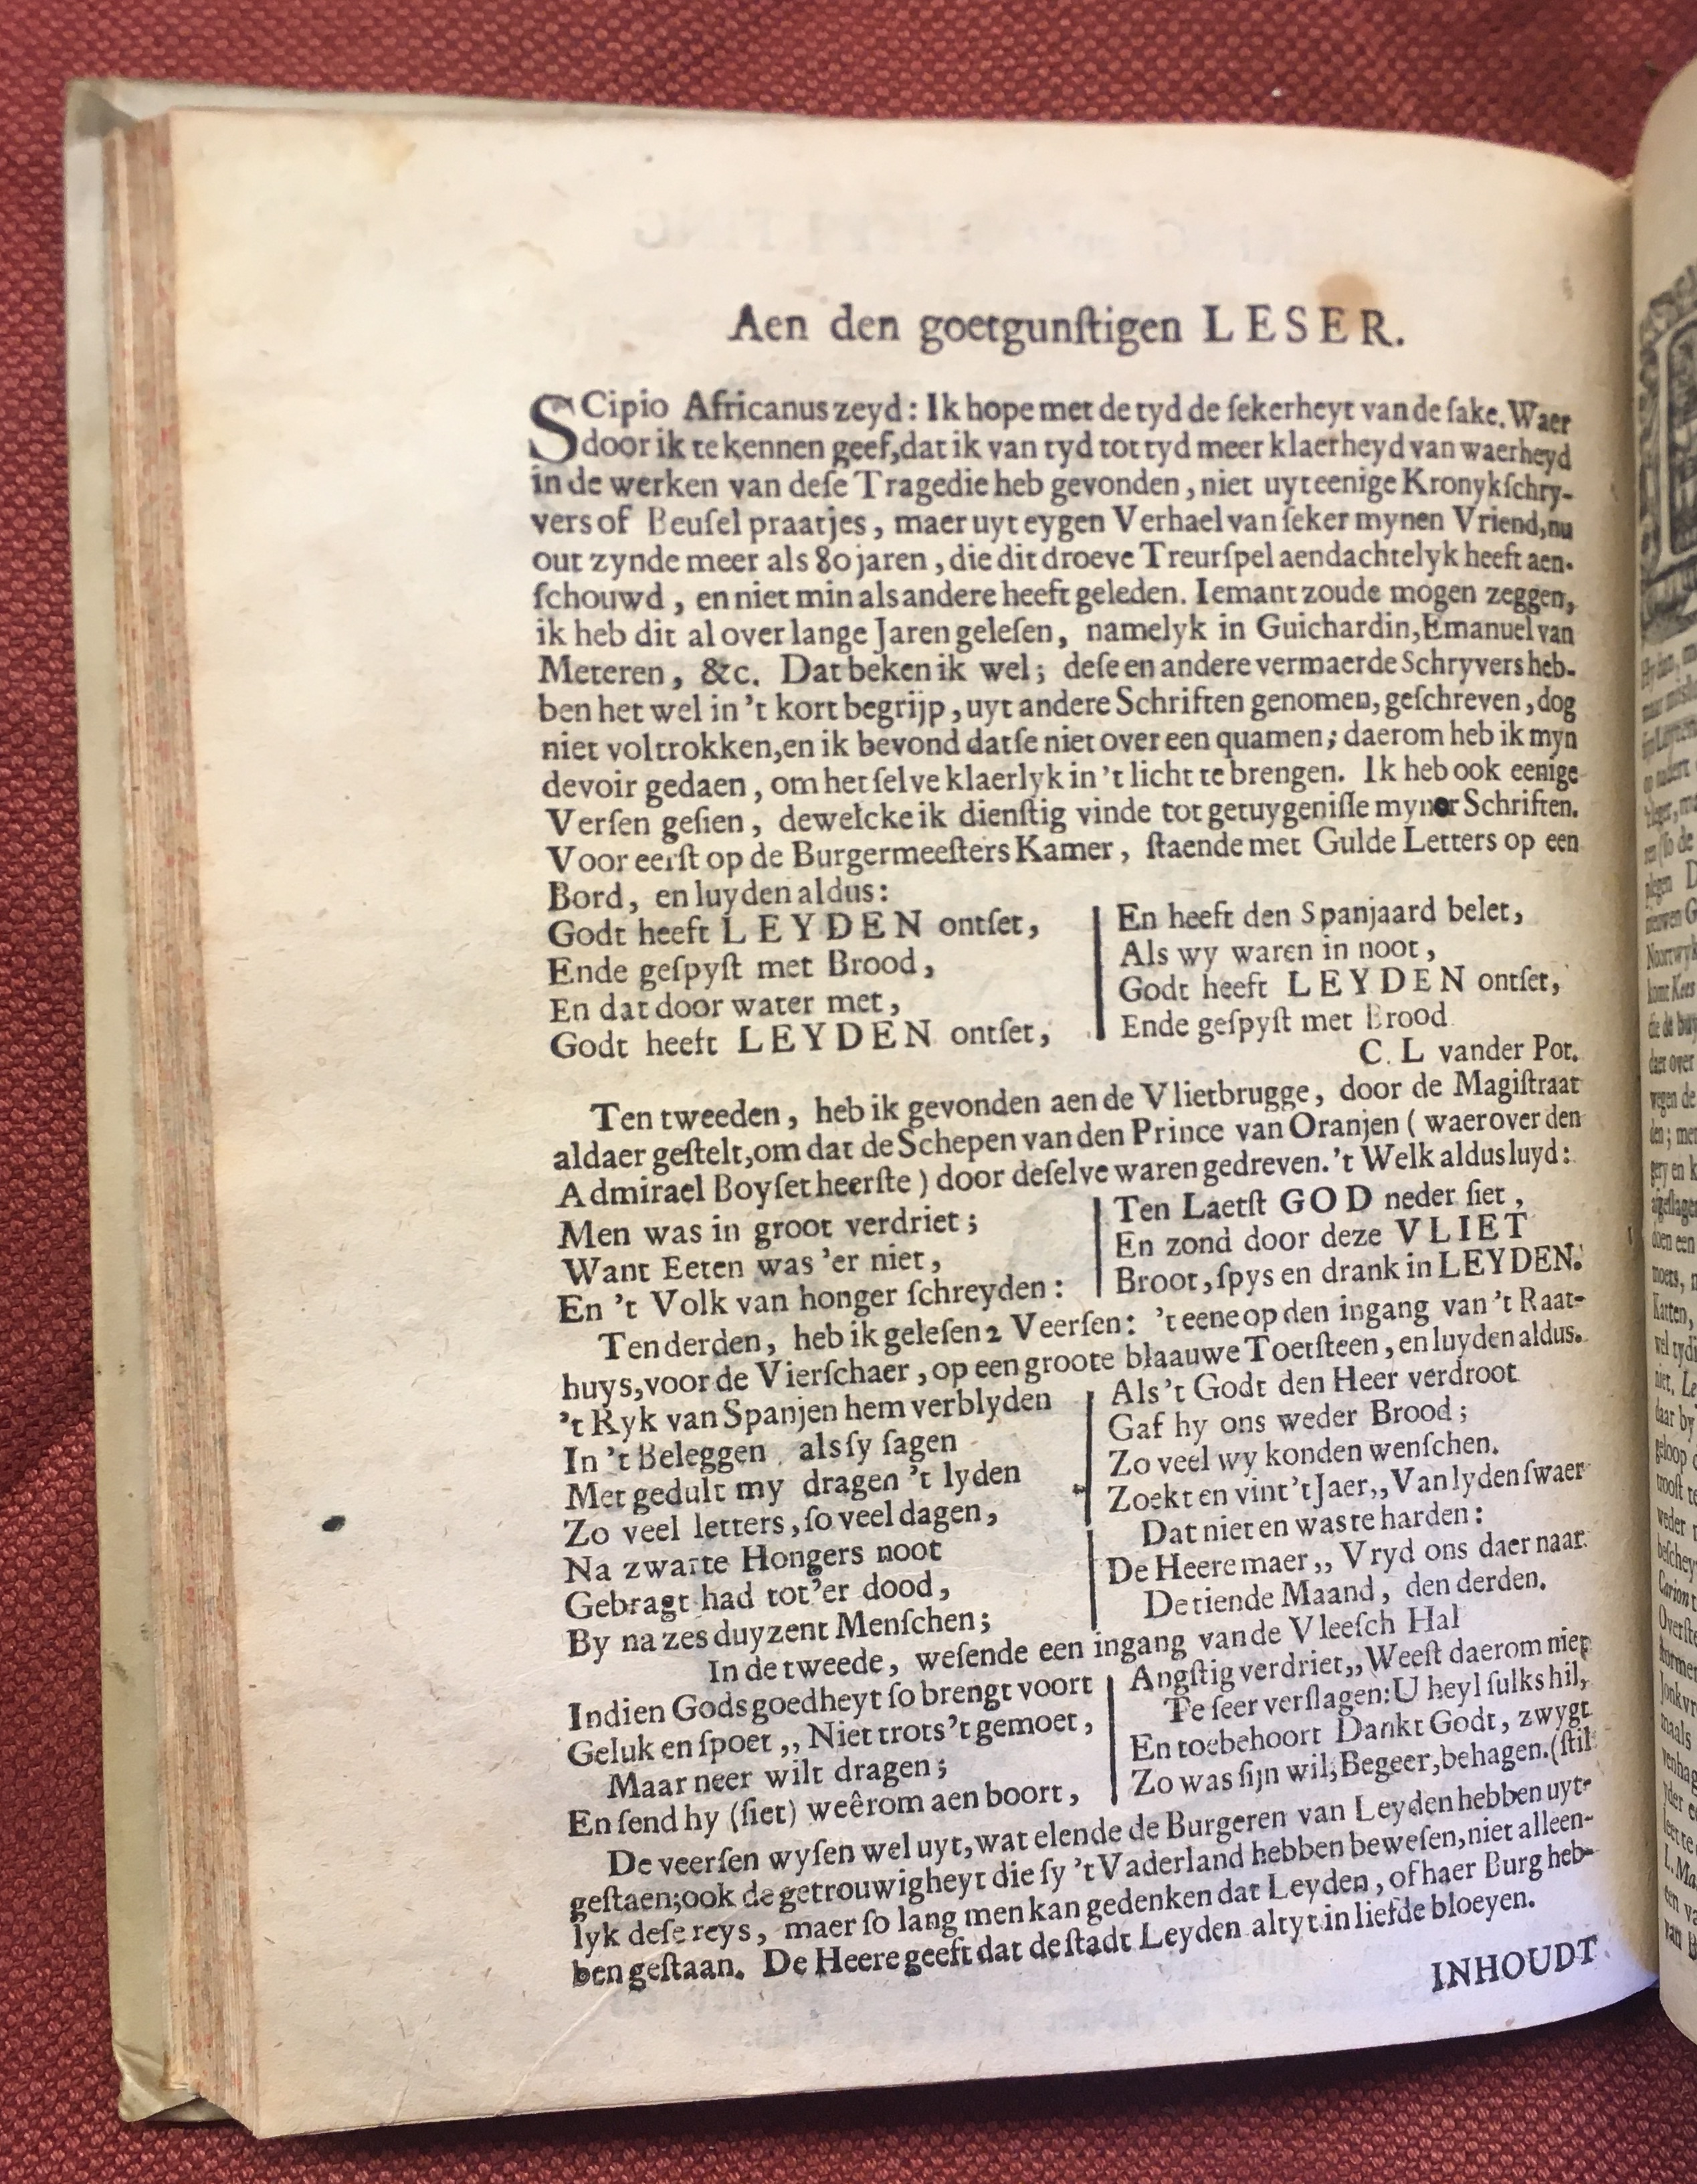 Aen den goetgunſtigen LESER.
SCipio Africanus zeyd: Ik hope met de tyd de ſekerheyt van de ſake. Waer
door ik te kennen geef, dat ik van tyd tot tyd meer klaerheyd van waerheyd
in de werken van deſe Tragedie heb gevonden, niet uyt eenige Kronykſchry-
vers of Beuſel praatjes, maer uyt eygen Verhael van ſeker mynen Vriend, nu
out zynde meer als 80 jaren, die dit droeve Treurſpel aendachtelyk heeft aen-
ſchouwd, en niet min als andere heeft geleden. Iemant zoude mogen zeggen,
ik heb dit al over lange Jaren geleſen, namelyk in Guichardin, Emanuel van
Meteren, &c. Dat beken ik wel; deſe en andere vermaerde Schryvers heb-
ben het wel in 't kort begrijp, uyt andere Schriften genomen, geſchreven, dog
niet voltrokken, en ik bevond datſe niet over een quamen; daerom heb ik myn
devoir gedaen, om het ſelve klaerlyk in 't licht te brengen. Ik heb ook eenige
Verſen geſien, dewelcke ik dienſtig vinde tot getuygeniſſe myner Schriften.
Voor eerſt op de Burgermeeſters Kamer, ſtaende met Gulde Letters op een
Bord, en luyden aldus:
Godt heeft LEYDEN ontſet,
Ende geſpyſt met Brood,
En dat door water met,
Godt heeft LEYDEN ontſet,
En heeft den Spanjaard belet,
Als wy waren in noot,
Godt heeft LEYDEN ontſet,
Ende geſpyſt met Brood
C. L vander Pot.
Ten tweeden, heb ik gevonden aen de Vlietbrugge, door de Magiſtraat
aldaer geſtelt, om dat de Schepen van den Prince van Oranjen ( waer over den
Admirael Boyſet heerſte ) door deſelve waren gedreven. 't Welk aldus luyd:
Men was in groot verdriet;
Want Eeten was 'er niet,
En 't Volk van honger ſchreyden:
Ten Laetſt GOD neder ſiet,
En zond door deze VLIET
Broot, ſpys en drank in LEYDEN.
Ten derden, heb ik geleſen 2 Veerſen: 't eene op den ingang van 't Raat-
huys, voor de Vierſchaer, op een groote blaauwe Toetſteen, en luyden aldus.
't Ryk van Spanjen hem verblyden
In 't Beleggen alsſy ſagen
Met gedult my dragen 't lyden
Zo veel letters, ſo veel dagen,
Na zwarte Hongers noot
Gebragt had tot 'er dood,
By na zes duyzent Menſchen;
Als 't Godt den Heer verdroot
Gaf hy ons weder Brood;
Zo veel wy konden wenſchen.
Zoekt en vint 't Jaer,, Van lyden ſwaer
Dat niet en was te harden:
De Heere maer,, Vryd ons daer naar
De tiende Maand, den derden.
In de tweede, weſende een ingang van de Vleeſch Hal
Indien Gods goedheyt ſo brengt voort
Geluk en ſpoet,, Niet trots 't gemoet,
Maar neer wilt dragen;
En ſend hy (ſiet) weêrom aen boort,
Angſtig verdriet,, Weeſt daerom niet
Te ſeer verſlagen: U heyl ſulks hil,
En toebehoort Dankt Godt, zwygt
Zo was ſijn wil, Begeer, behagen. (ſtil
De veerſen wyſen wel uyt, wat elende de Burgeren van Leyden hebben uyt-
geſtaen; ook de getrouwigheyt die ſy 't Vaderland hebben beweſen, niet alleen-
lyk deſe reys, maer ſo lang men kan gedenken dat Leyden, of haer Burg heb-
ben geſtaan. De Heere geeft dat de ſtadt Leyden altyt in liefde bloeyen.
INHOUDT